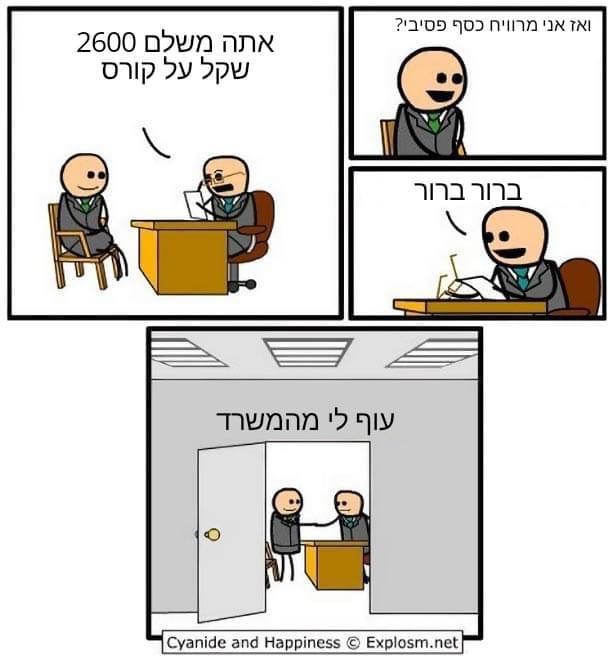 אתה משלם 2600
שקל על קורס
ואז אני מרוויח כסף פסיבי?
ברור ברור
עוף לי מהמשרד
Cyanide and Happiness © Explosm.net